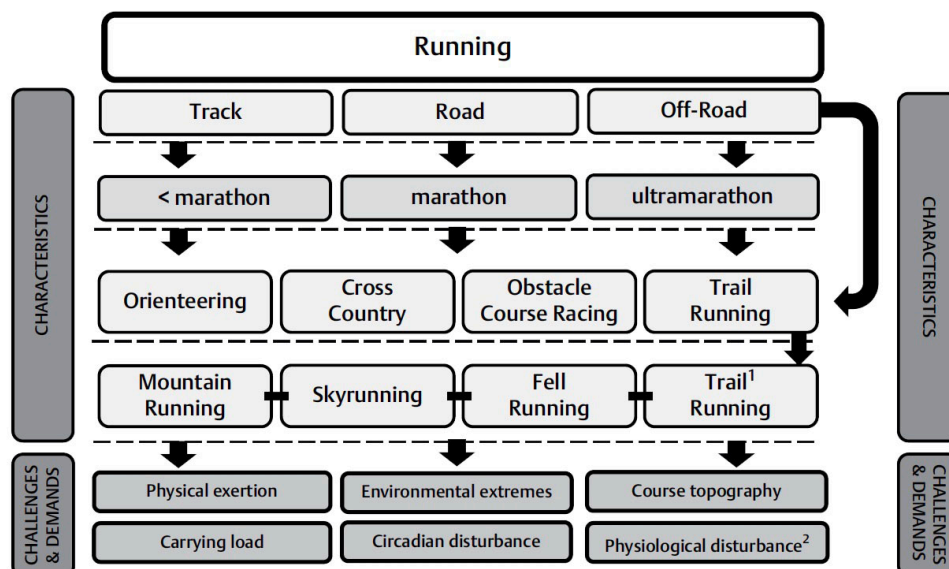 Running
CHARACTERISTICS
CHARACTERISTICS
Track
Road
Off-Road
< marathon
marathon
ultramarathon
Orienteering
Cross
Country
Obstacle
Course Racing
Trail
Running
Mountain
Running
Skyrunning
Fell
Running
Trail¹
Running
CHALLENGES
& DEMANDS
CHALLENGES
& DEMANDS
Physical exertion
Environmental extremes
Course topography
Carrying load
Circadian disturbance
Physiological disturbance²